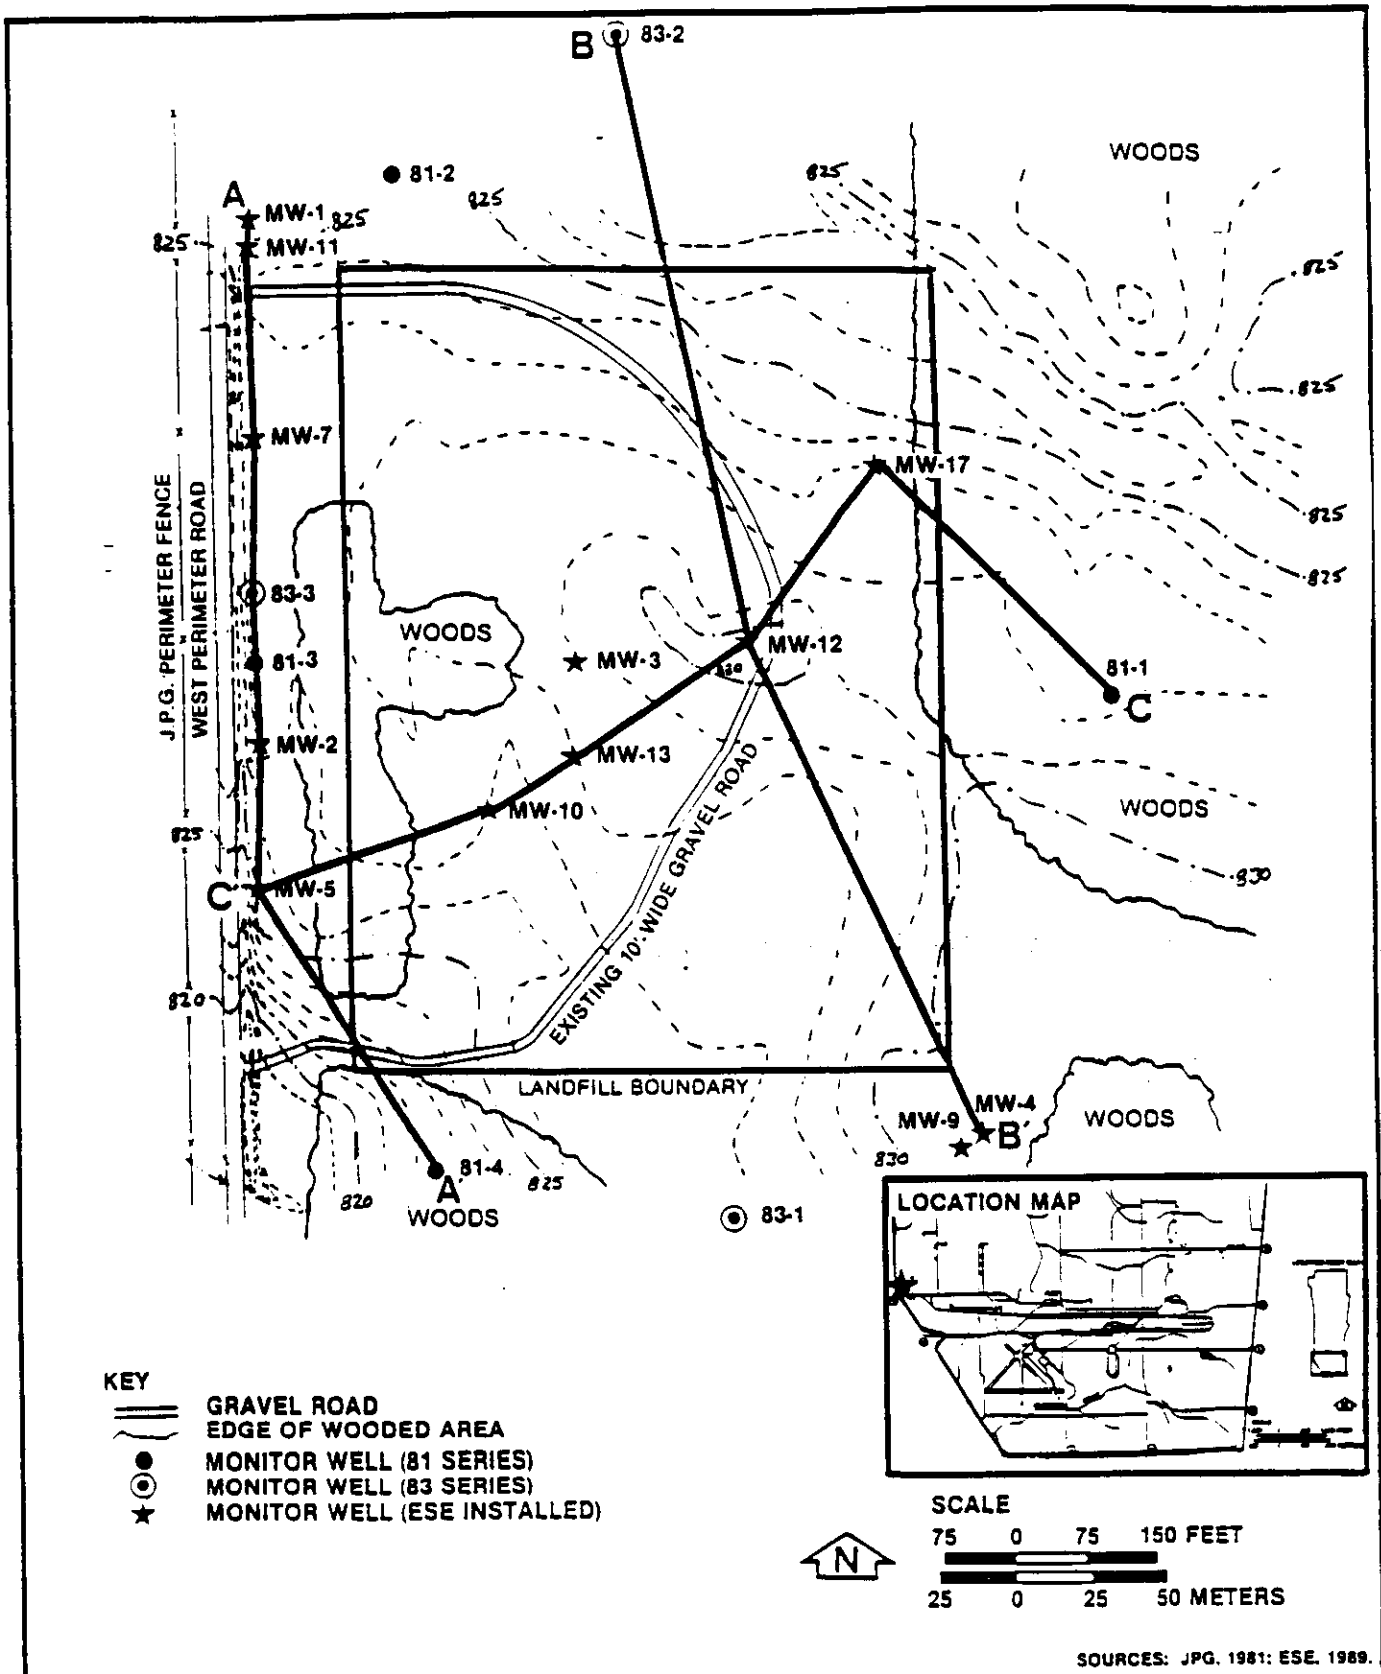 B 83-2
WOODS
81-2
825
825
A MW-1 825
825 MW-11
825
825
MW-7
MW-17
825
825
J.P.G. PERIMETER FENCE
WEST PERIMETER ROAD
83-3
WOODS
81-3
MW-3
MW-12
830
81-1
C
MW-2
MW-13
MW-10
WOODS
825
830
C' MW-5
EXISTING 10'-WIDE GRAVEL ROAD
820
LANDFILL BOUNDARY
MW-9 MW-4
B'
WOODS
830
81-4
A'
825
820
WOODS
83-1
LOCATION MAP
KEY
GRAVEL ROAD
EDGE OF WOODED AREA
MONITOR WELL (81 SERIES)
MONITOR WELL (83 SERIES)
MONITOR WELL (ESE INSTALLED)
N
SCALE
75 0 75 150 FEET
25 0 25 50 METERS
SOURCES: JPG, 1981; ESE, 1989.